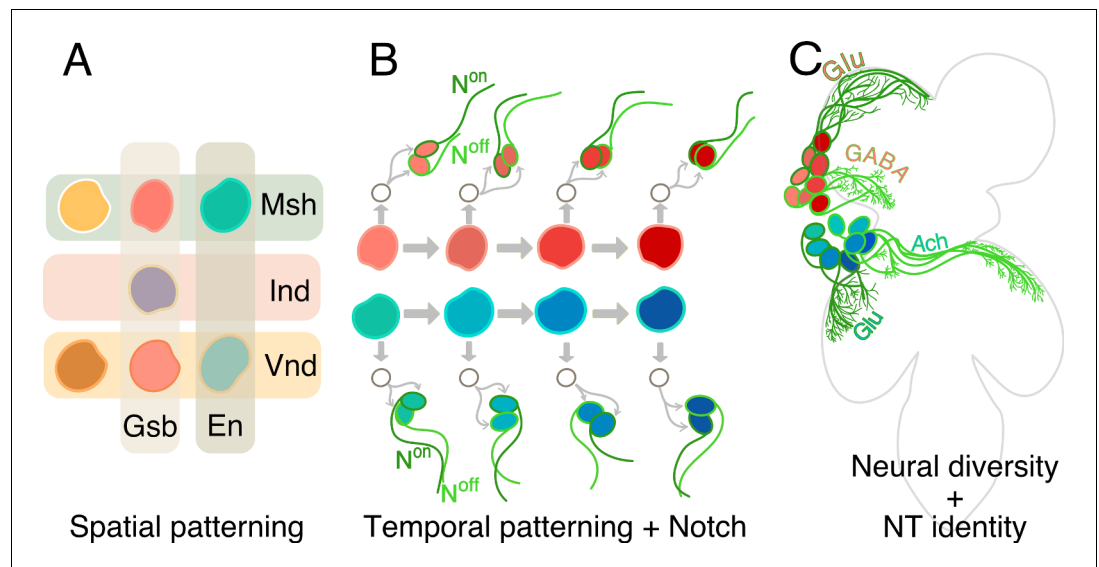 A
Msh
Ind
Vnd
Gsb
En
Spatial patterning
B
Non
Noff
Non
Noff
Temporal patterning + Notch
C
Glu
GABA
Ach
Glu
Neural diversity
+
NT identity